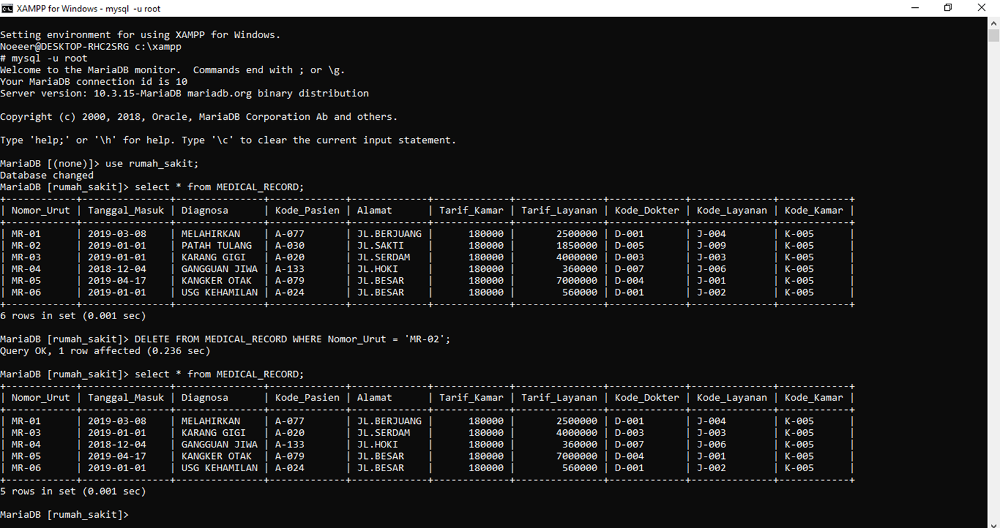 XAMPP for Windows - mysql  -u root
Setting environment for using XAMPP for Windows.
Noeeer@DESKTOP-RHC2SRG c:\xampp
# mysql -u root
Welcome to the MariaDB monitor.  Commands end with ; or \g.
Your MariaDB connection id is 10
Server version: 10.3.15-MariaDB mariadb.org binary distribution
Copyright (c) 2000, 2018, Oracle, MariaDB Corporation Ab and others.
Type 'help;' or '\h' for help. Type '\c' to clear the current input statement.
MariaDB [(none)]> use rumah_sakit;
Database changed
MariaDB [rumah_sakit]> select * from MEDICAL_RECORD;
+------------+---------------+---------------+-------------+-------------+-------------+---------------+-------------+--------------+------------+
| Nomor_Urut | Tanggal_Masuk | Diagnosa      | Kode_Pasien | Alamat      | Tarif_Kamar | Tarif_Layanan | Kode_Dokter | Kode_Layanan | Kode_Kamar |
+------------+---------------+---------------+-------------+-------------+-------------+---------------+-------------+--------------+------------+
| MR-01      | 2019-03-08    | MELAHIRKAN    | A-077       | JL.BERJUANG |      180000 |       2500000 | D-001       | J-004        | K-005      |
| MR-02      | 2019-01-01    | PATAH TULANG  | A-030       | JL.SAKTI    |      180000 |       1850000 | D-005       | J-009        | K-005      |
| MR-03      | 2019-01-01    | KARANG GIGI   | A-020       | JL.SERDAM   |      180000 |       4000000 | D-003       | J-003        | K-005      |
| MR-04      | 2018-12-04    | GANGGUAN JIWA | A-133       | JL.HOKI     |      180000 |        360000 | D-007       | J-006        | K-005      |
| MR-05      | 2019-04-17    | KANGKER OTAK  | A-079       | JL.BESAR    |      180000 |       7000000 | D-004       | J-001        | K-005      |
| MR-06      | 2019-01-01    | USG KEHAMILAN | A-024       | JL.BESAR    |      180000 |        560000 | D-001       | J-002        | K-005      |
+------------+---------------+---------------+-------------+-------------+-------------+---------------+-------------+--------------+------------+
6 rows in set (0.001 sec)
MariaDB [rumah_sakit]> DELETE FROM MEDICAL_RECORD WHERE Nomor_Urut = 'MR-02';
Query OK, 1 row affected (0.236 sec)
MariaDB [rumah_sakit]> select * from MEDICAL_RECORD;
+------------+---------------+---------------+-------------+-------------+-------------+---------------+-------------+--------------+------------+
| Nomor_Urut | Tanggal_Masuk | Diagnosa      | Kode_Pasien | Alamat      | Tarif_Kamar | Tarif_Layanan | Kode_Dokter | Kode_Layanan | Kode_Kamar |
+------------+---------------+---------------+-------------+-------------+-------------+---------------+-------------+--------------+------------+
| MR-01      | 2019-03-08    | MELAHIRKAN    | A-077       | JL.BERJUANG |      180000 |       2500000 | D-001       | J-004        | K-005      |
| MR-03      | 2019-01-01    | KARANG GIGI   | A-020       | JL.SERDAM   |      180000 |       4000000 | D-003       | J-003        | K-005      |
| MR-04      | 2018-12-04    | GANGGUAN JIWA | A-133       | JL.HOKI     |      180000 |        360000 | D-007       | J-006        | K-005      |
| MR-05      | 2019-04-17    | KANGKER OTAK  | A-079       | JL.BESAR    |      180000 |       7000000 | D-004       | J-001        | K-005      |
| MR-06      | 2019-01-01    | USG KEHAMILAN | A-024       | JL.BESAR    |      180000 |        560000 | D-001       | J-002        | K-005      |
+------------+---------------+---------------+-------------+-------------+-------------+---------------+-------------+--------------+------------+
5 rows in set (0.001 sec)
MariaDB [rumah_sakit]>